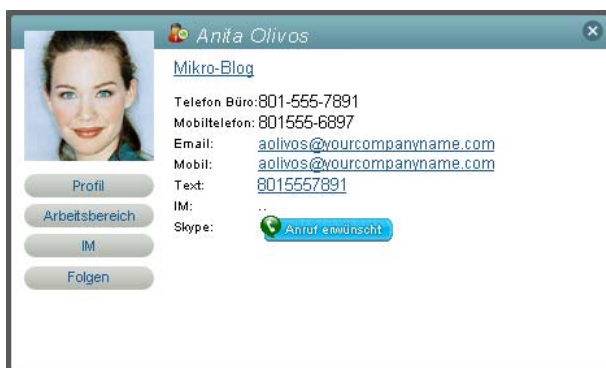 Anita Olivos
Mikro-Blog
Telefon Büro:801-555-7891
Mobiltelefon:801555-6897
Email: aolivos@yourcompanyname.com
Mobil: aolivos@yourcompanyname.com
Text: 8015557891
IM: ..
Skype: Anruf erwünscht
Profil
Arbeitsbereich
IM
Folgen